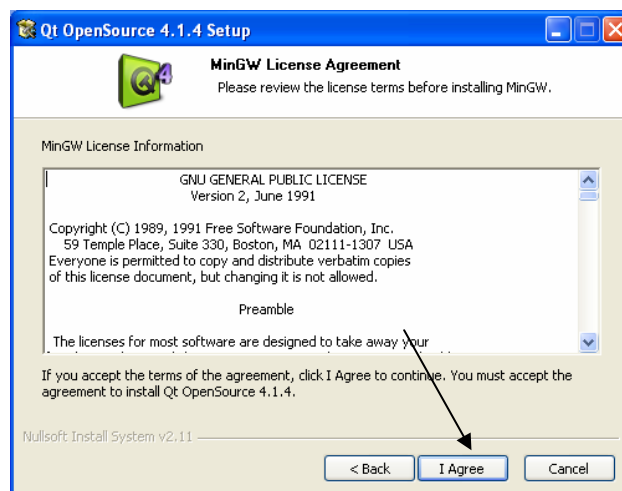 Qt OpenSource 4.1.4 Setup
MinGW License Agreement
Please review the license terms before installing MinGW.
MinGW License Information
GNU GENERAL PUBLIC LICENSE
Version 2, June 1991
Copyright (C) 1989, 1991 Free Software Foundation, Inc.
59 Temple Place, Suite 330, Boston, MA 02111-1307 USA
Everyone is permitted to copy and distribute verbatim copies
of this license document, but changing it is not allowed.
Preamble
The licenses for most software are designed to take away your
If you accept the terms of the agreement, click I Agree to continue. You must accept the
agreement to install Qt OpenSource 4.1.4.
Nullsoft Install System v2.11
< Back I Agree Cancel